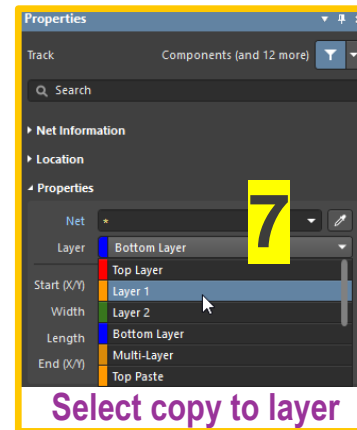 Properties
Track Components (and 12 more)
Search
Net Information
Location
Properties
Net *
7
Layer Bottom Layer
Top Layer
Start (X/Y) Layer 1
Width Layer 2
Length Bottom Layer
Multi-Layer
End (X/Y) Top Paste
Select copy to layer